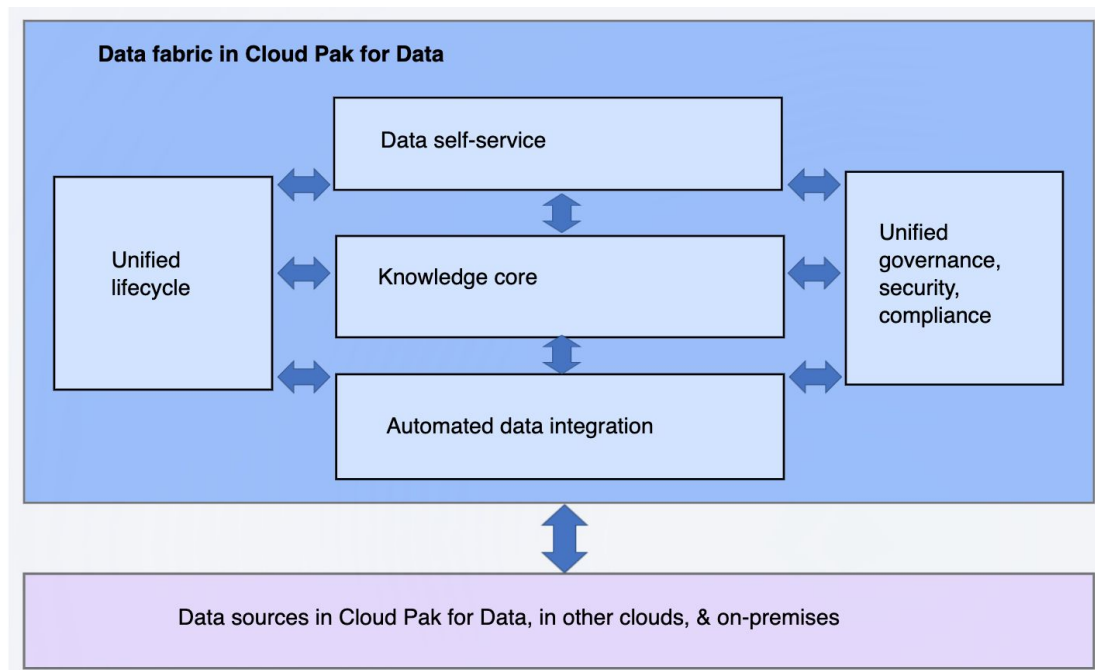 Data fabric in Cloud Pak for Data
Data self-service
Unified
lifecycle
Knowledge core
Unified
governance,
security,
compliance
Automated data integration
Data sources in Cloud Pak for Data, in other clouds, & on-premises